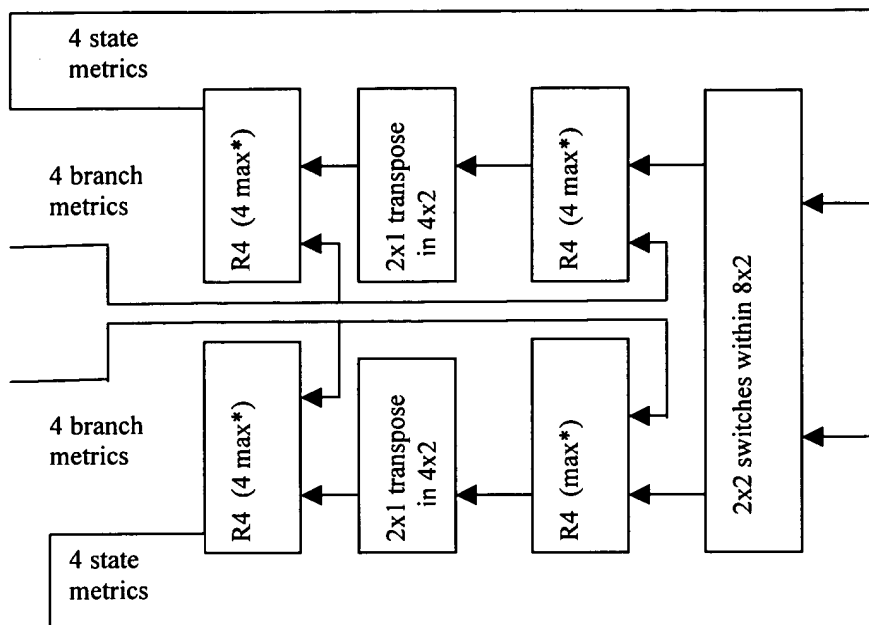 4 state
metrics
4 branch
metrics
R4 (4 max*)
2x1 transpose
in 4x2
R4 (4 max*)
2x2 switches within 8x2
4 branch
metrics
R4 (4 max*)
2x1 transpose
in 4x2
R4 (max*)
4 state
metrics